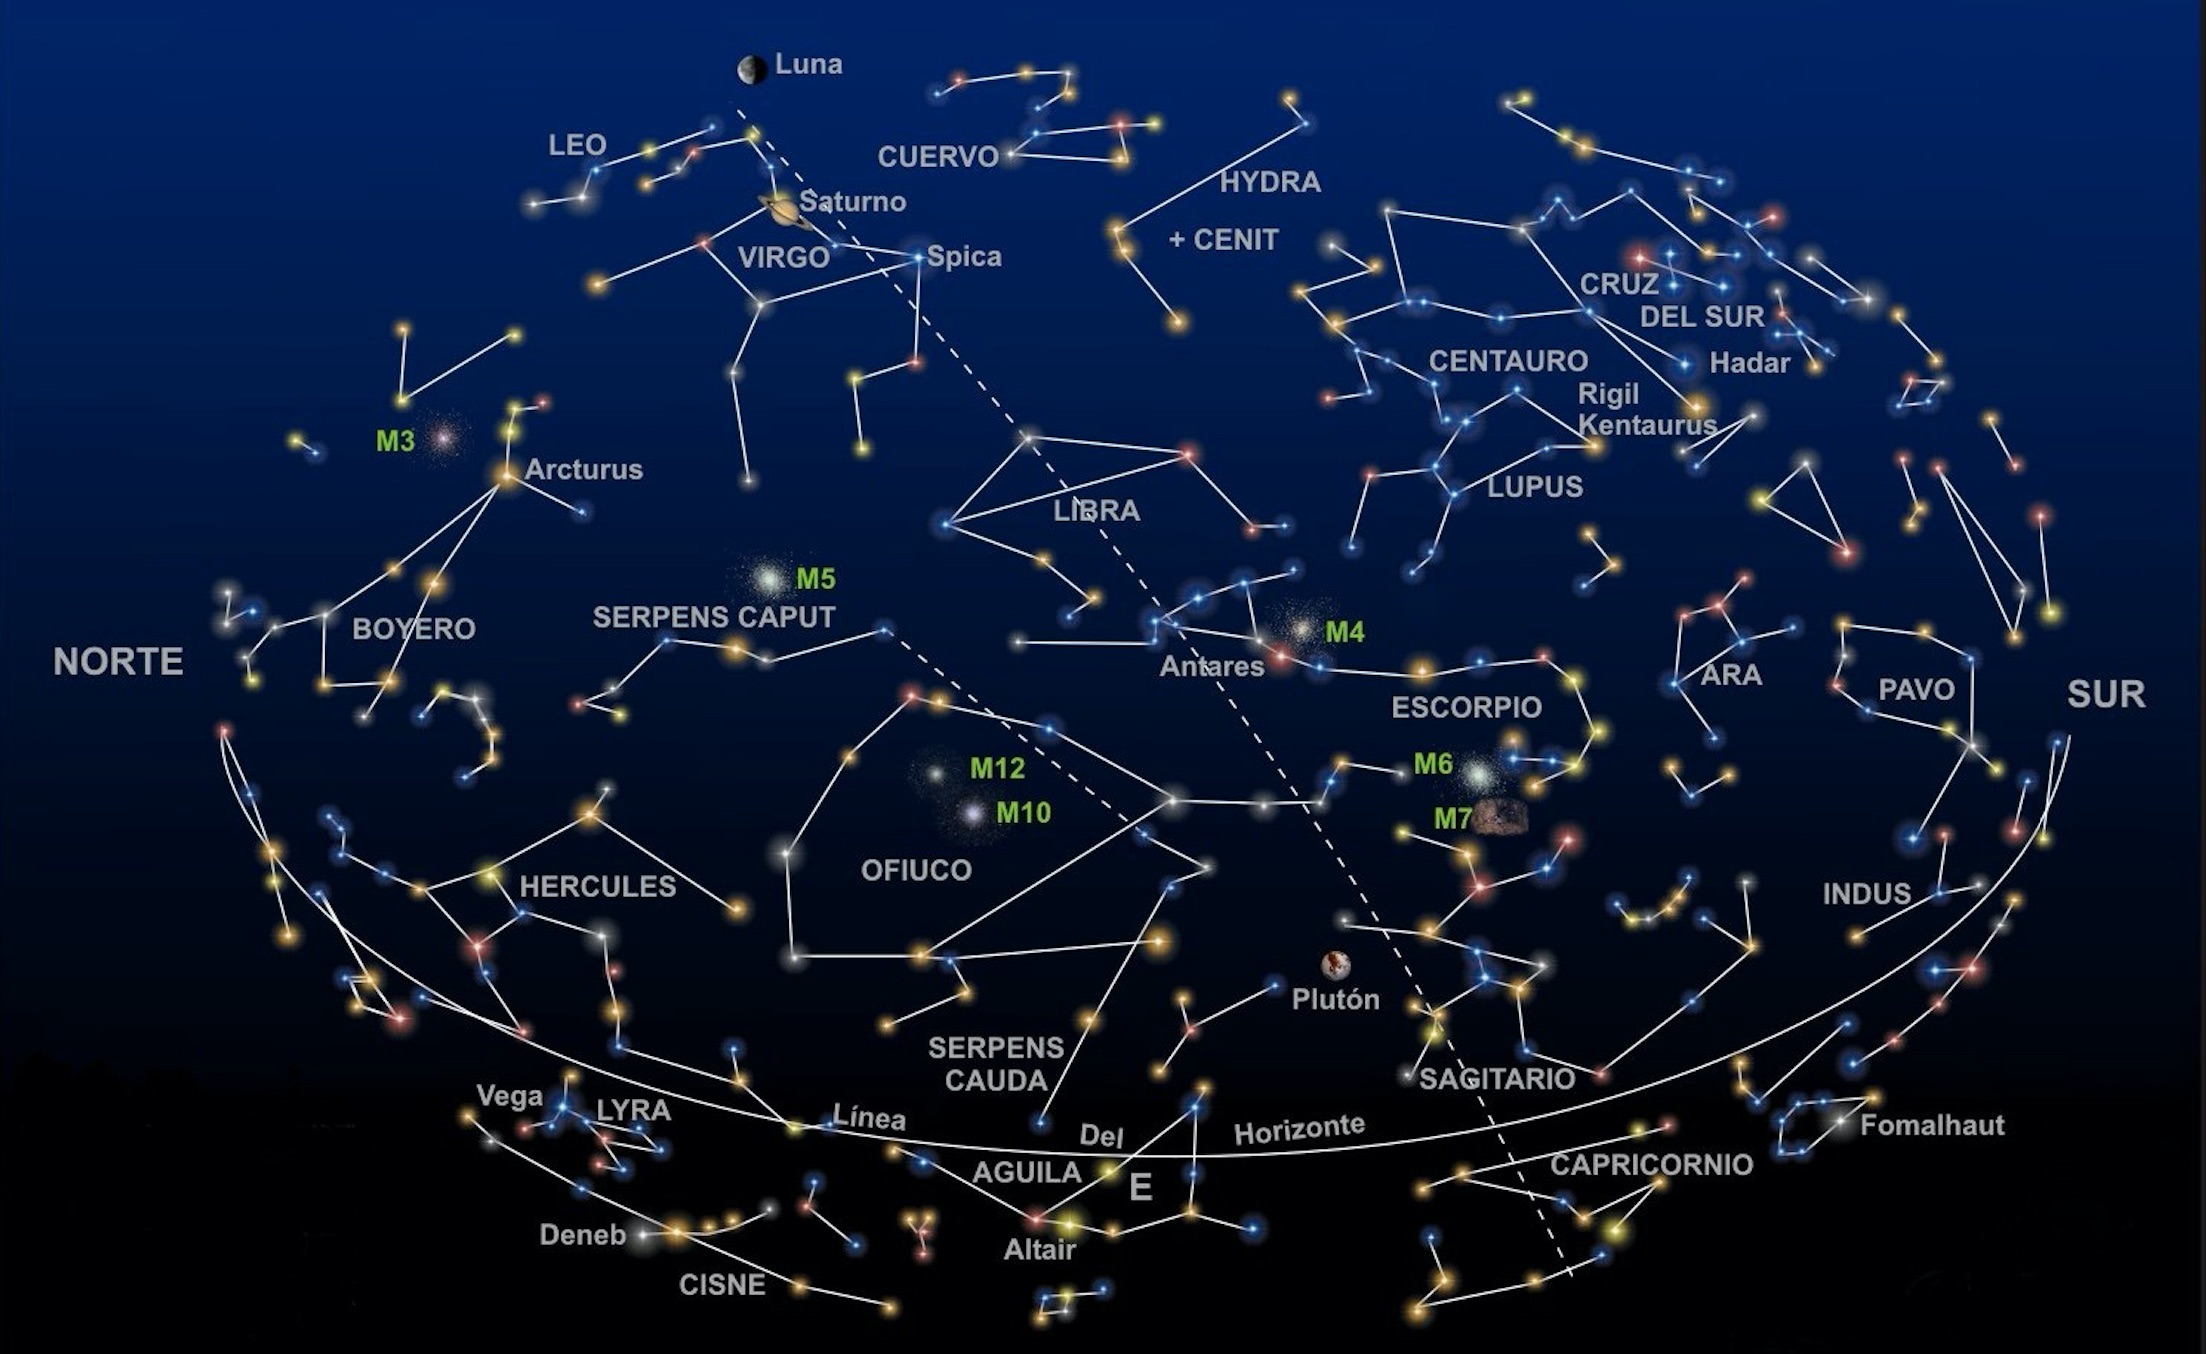 Luna
LEO
CUERVO
HYDRA
Saturno
VIRGO
Spica
+ CENIT
CRUZ
DEL SUR
CENTAURO
Hadar
Rigil
Kentaurus
M3
Arcturus
LIBRA
LUPUS
M5
SERPENS CAPUT
BOYERO
M4
Antares
NORTE
ESCORPIO
ARA
PAVO
SUR
M12
M10
M6
M7
OFIUCO
HERCULES
INDUS
Plutón
SERPENS
CAUDA
SAGITARIO
Vega
LYRA
Línea Del Horizonte
Fomalhaut
AGUILA
E
CAPRICORNIO
Deneb
Altair
CISNE